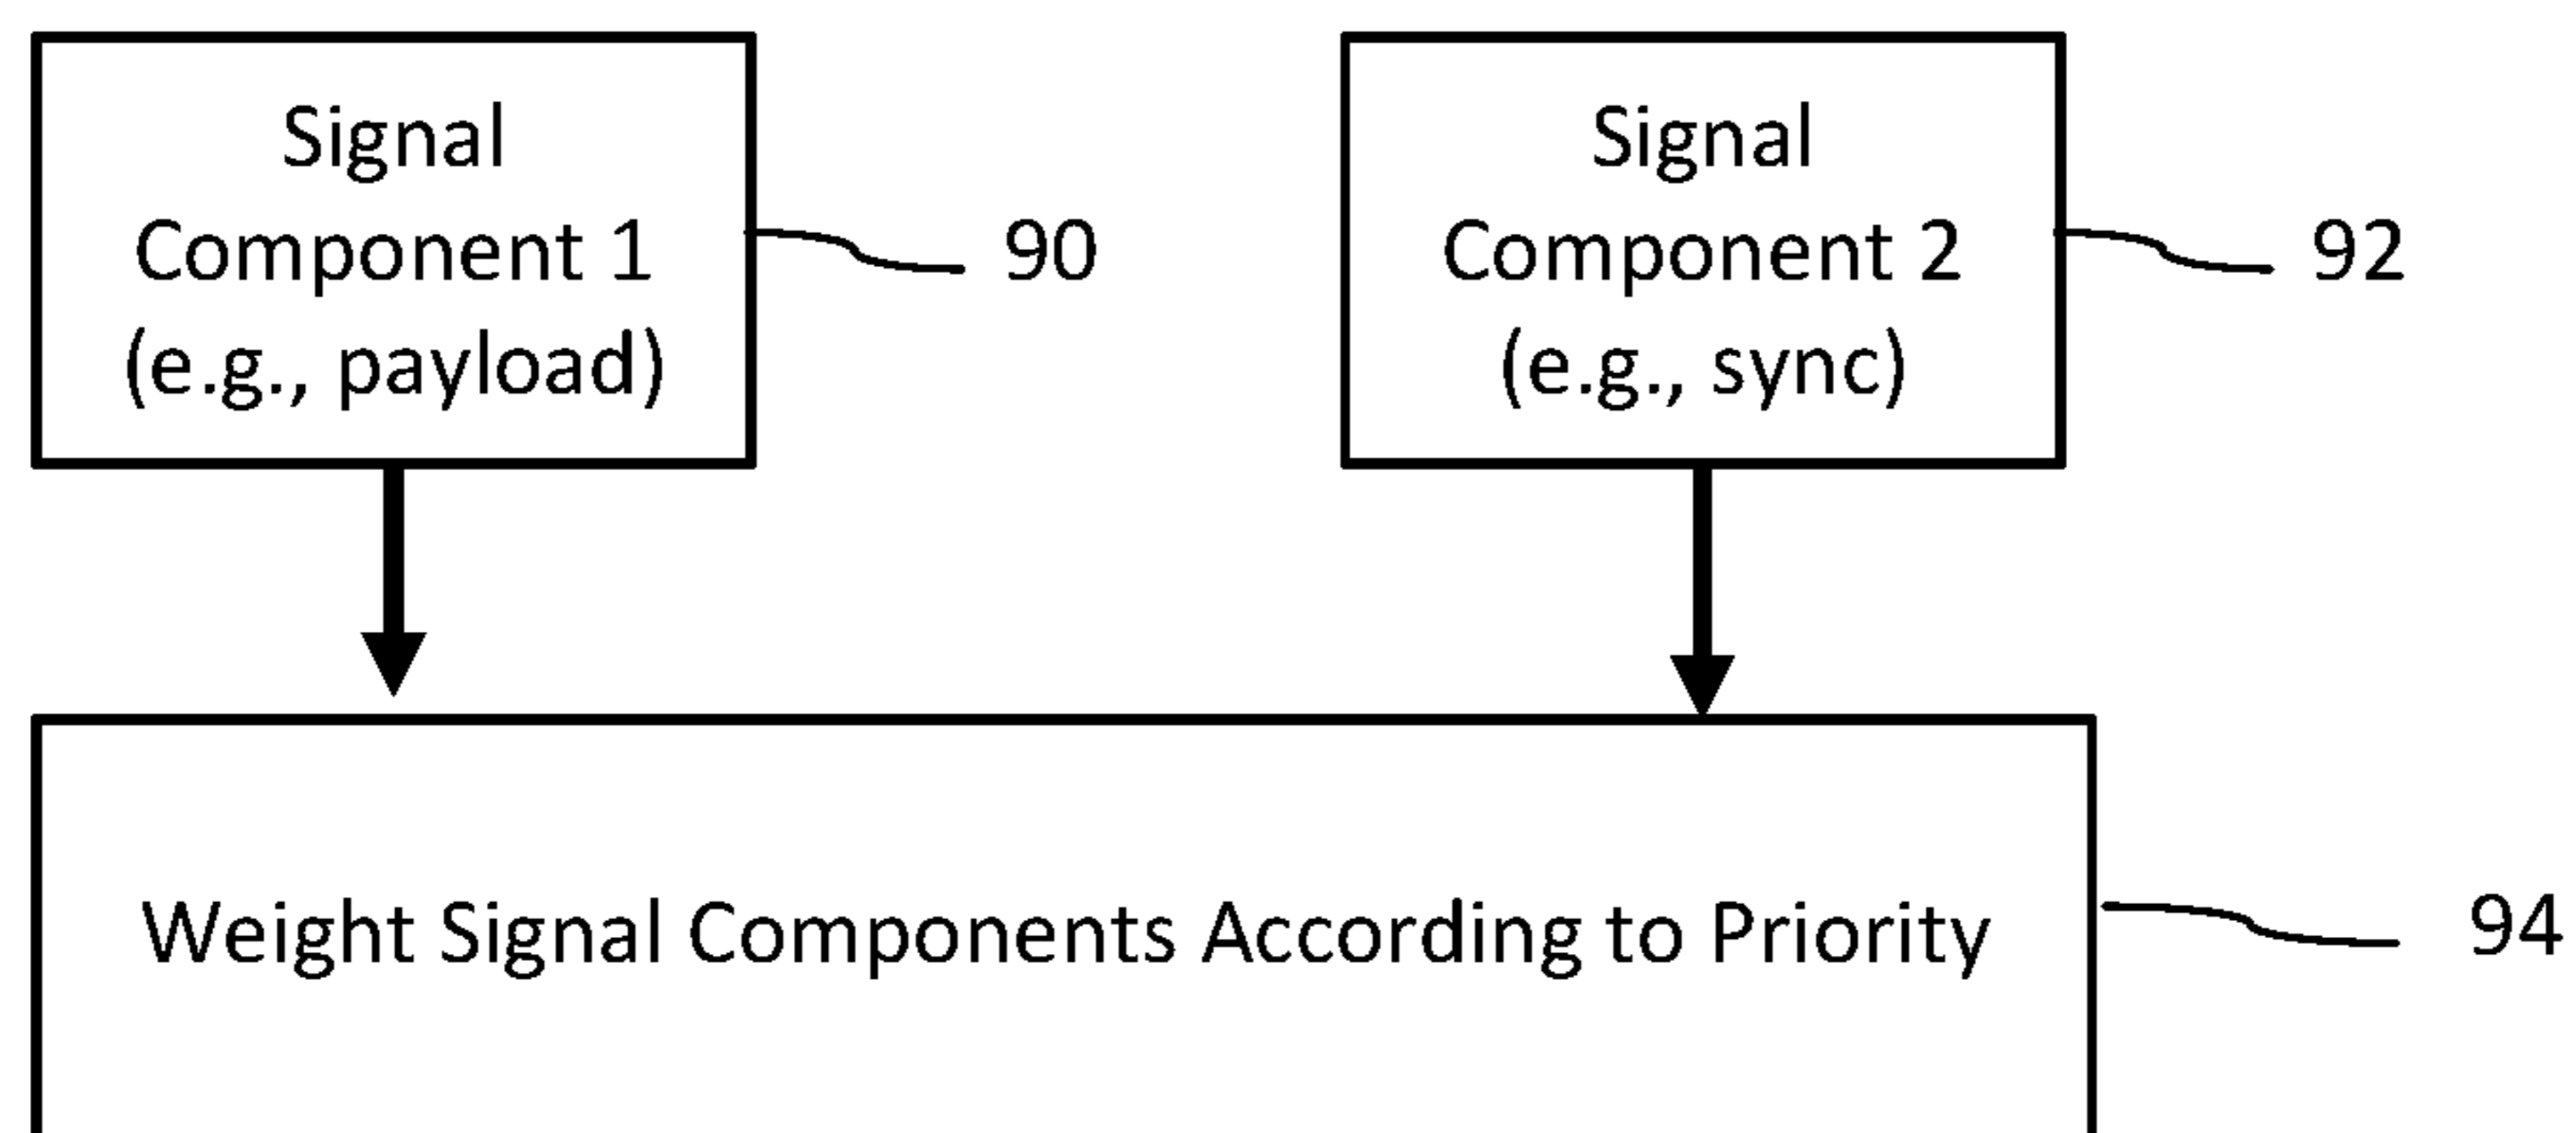 Signal
Component 1
(e.g., payload)
90
Signal
Component 2
(e.g., sync)
92
Weight Signal Components According to Priority
94